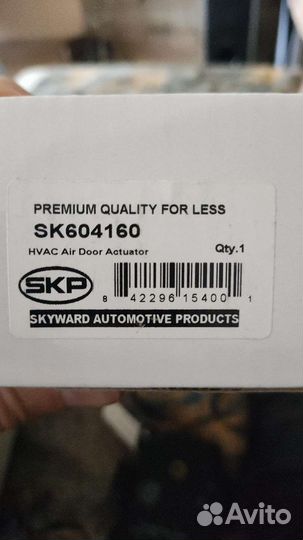 PREMIUM QUALITY FOR LESS
SK604160
HVAC Air Door Actuator Qty.1
SKP
8 42296 15400 1
SKYWARD AUTOMOTIVE PRODUCTS
Avito